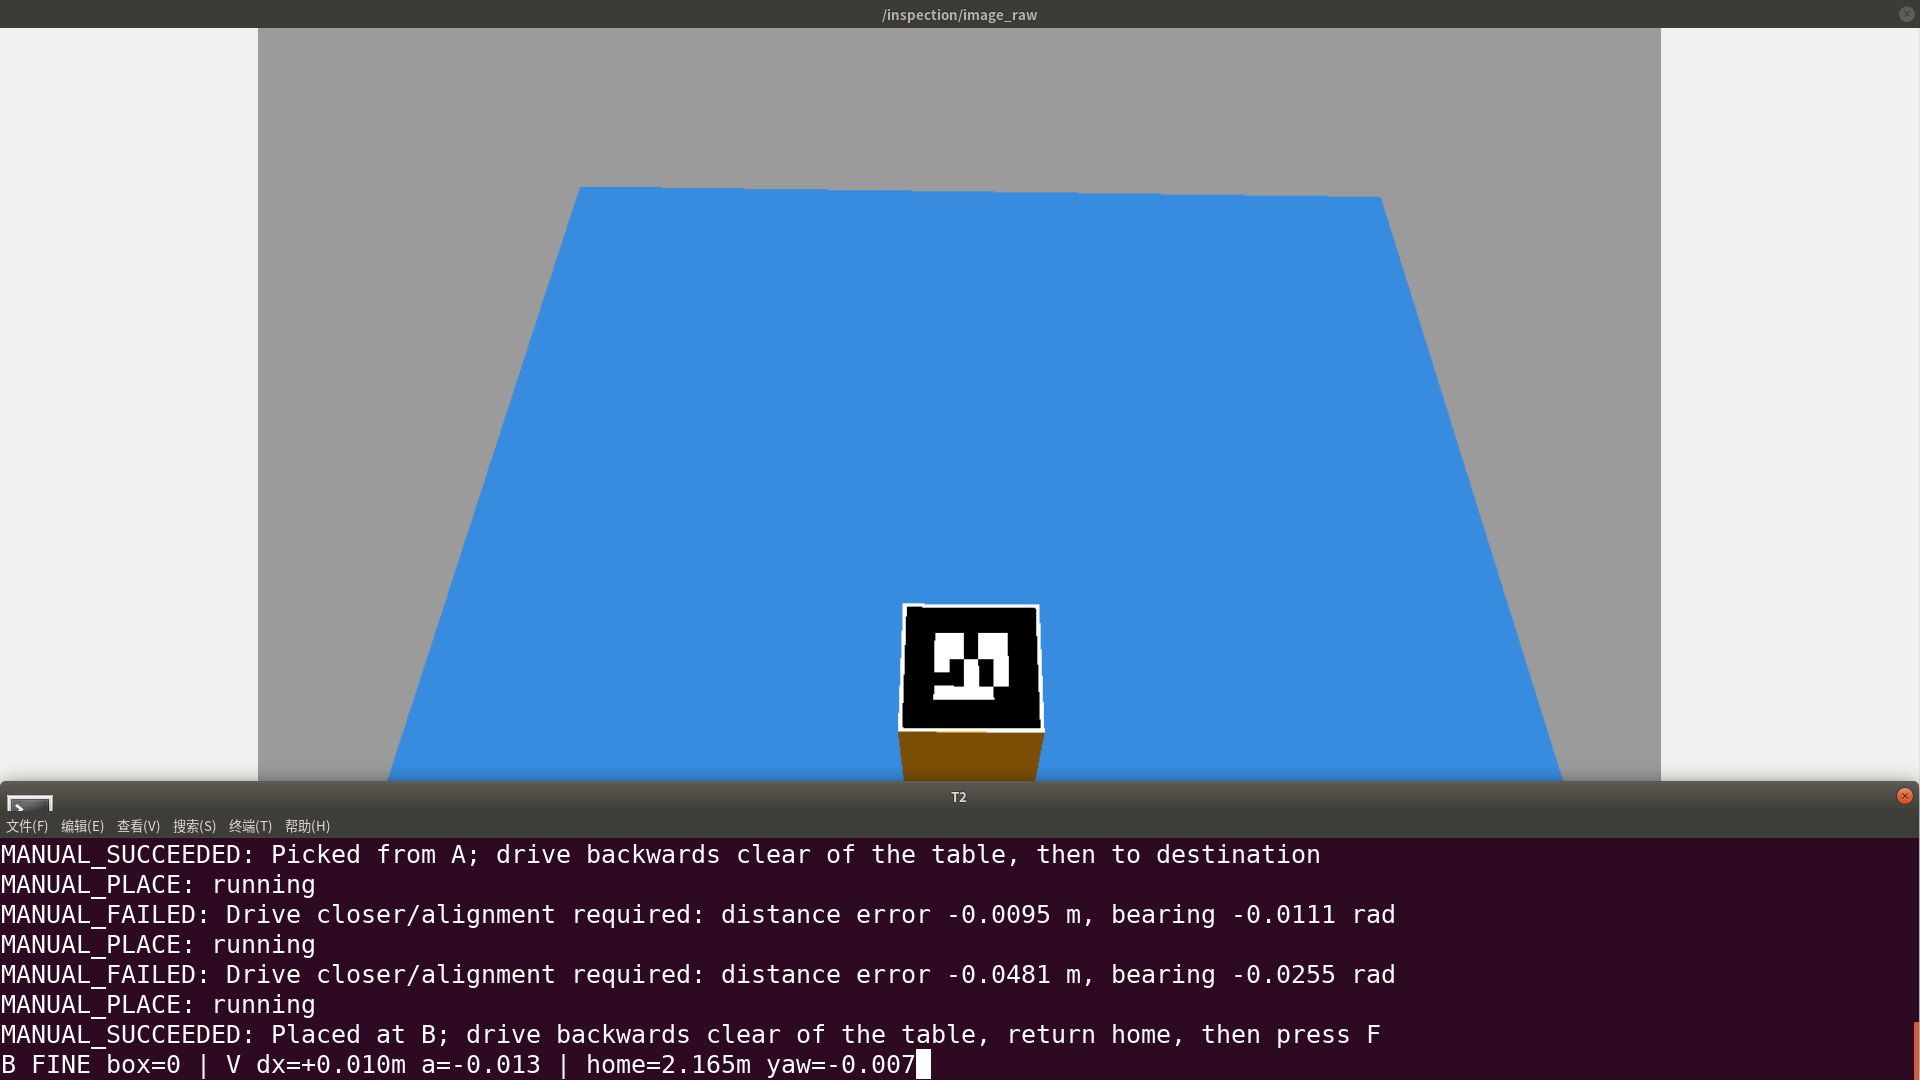 /inspection/image_raw
T2
文件(F) 编辑(E) 查看(V) 搜索(S) 终端(T) 帮助(H)
MANUAL_SUCCEEDED: Picked from A; drive backwards clear of the table, then to destination
MANUAL_PLACE: running
MANUAL_FAILED: Drive closer/alignment required: distance error -0.0095 m, bearing -0.0111 rad
MANUAL_PLACE: running
MANUAL_FAILED: Drive closer/alignment required: distance error -0.0481 m, bearing -0.0255 rad
MANUAL_PLACE: running
MANUAL_SUCCEEDED: Placed at B; drive backwards clear of the table, return home, then press F
B FINE box=0 | V dx=+0.010m a=-0.013 | home=2.165m yaw=-0.007